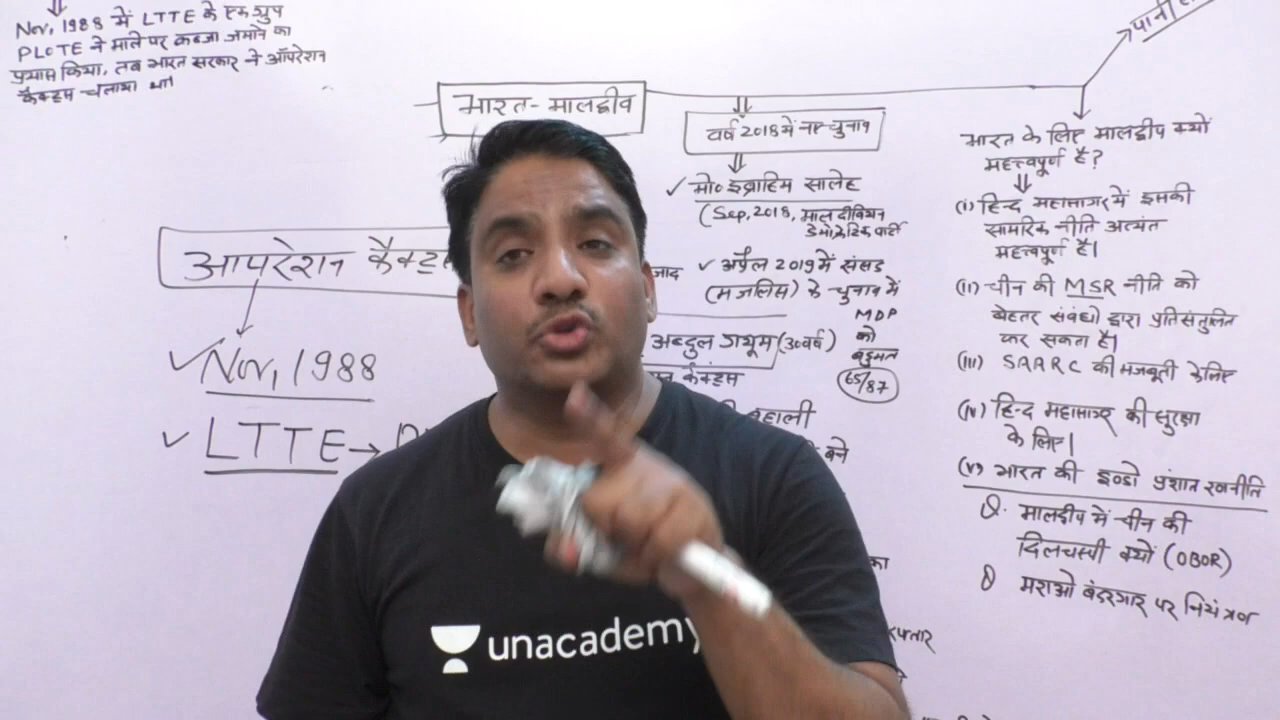 Nov, 1988 में LTTE के एक ग्रुप
PLOTE ने माले पर कब्जा जमाने का
प्रयास किया, तब भारत सरकार ने ऑपरेशन
कैक्टस चलाया था।
भारत-मालद्वीव
वर्ष 2018 में नए चुनाव
मो० इब्राहिम सालेह
(Sep, 2018, मालदीवियन
डेमोक्रेटिक पार्टी
अप्रैल 2019 में संसद
(मजलिस) के चुनाव में
MDP
को
बहुमत
65/87
अब्दुल गयूम (30 वर्ष)
आपरेशन
Nov, 1988
LTTE →
भारत के लिए मालद्वीप क्यों
महत्त्वपूर्ण है?
(i) हिन्द महासागर में इसकी
सामरिक नीति अत्यंत
महत्त्वपूर्ण है।
(ii) चीन की MSR नीति को
बेहतर संबंधो द्वारा प्रतिसंतुलित
कर सकता है।
(iii) SAARC की मजबूती के लिए
(iv) हिन्द महासागर की सुरक्षा
के लिए।
(v) भारत की इण्डो प्रशांत रणनीति
Q. मालदीप में चीन की
दिलचस्पी क्यों (OBOR)
मराओ बंदरगाह पर नियंत्रण
unacademy